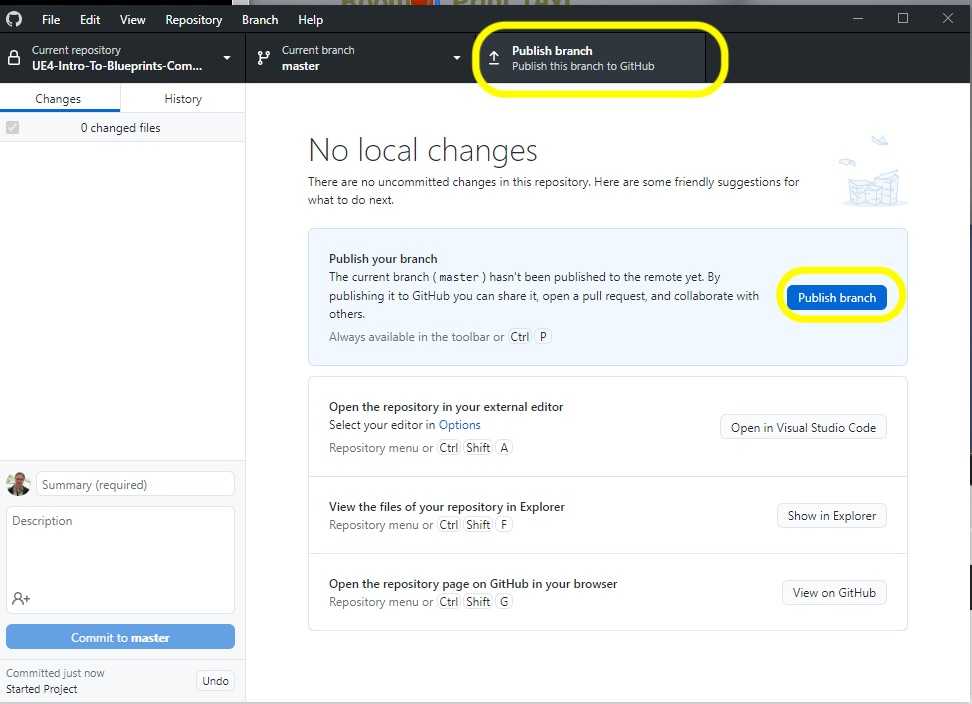 File Edit View Repository Branch Help
Current repository
UE4-Intro-To-Blueprints-Com...
Current branch
master
Publish branch
Publish this branch to GitHub
Changes History
0 changed files
No local changes
There are no uncommitted changes in this repository. Here are some friendly suggestions for
what to do next.
Publish your branch
The current branch (master) hasn't been published to the remote yet. By
publishing it to GitHub you can share it, open a pull request, and collaborate with
others.
Always available in the toolbar or Ctrl P
Publish branch
Open the repository in your external editor
Select your editor in Options
Repository menu or Ctrl Shift A
Open in Visual Studio Code
View the files of your repository in Explorer
Repository menu or Ctrl Shift F
Show in Explorer
Open the repository page on GitHub in your browser
Repository menu or Ctrl Shift G
View on GitHub
Summary (required)
Description
Commit to master
Committed just now
Started Project
Undo